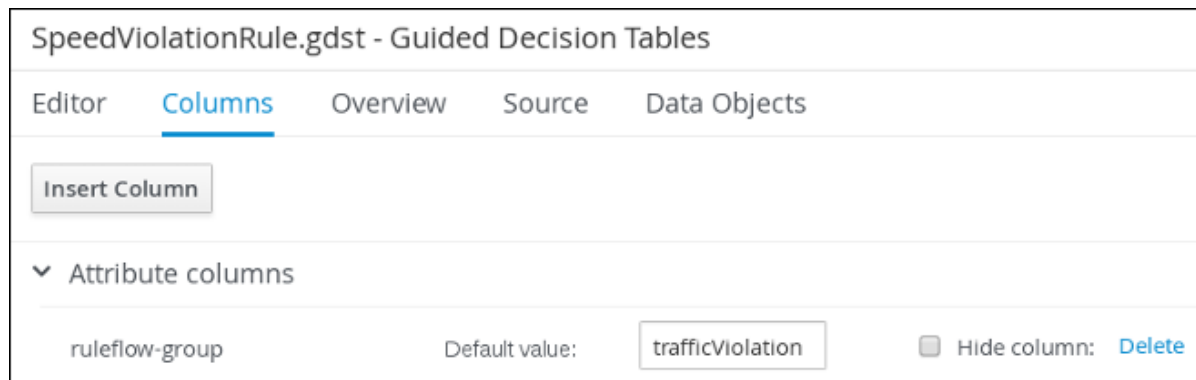 SpeedViolationRule.gdst - Guided Decision Tables
Editor Columns Overview Source Data Objects
Insert Column
Attribute columns
ruleflow-group Default value: trafficViolation Hide column: Delete